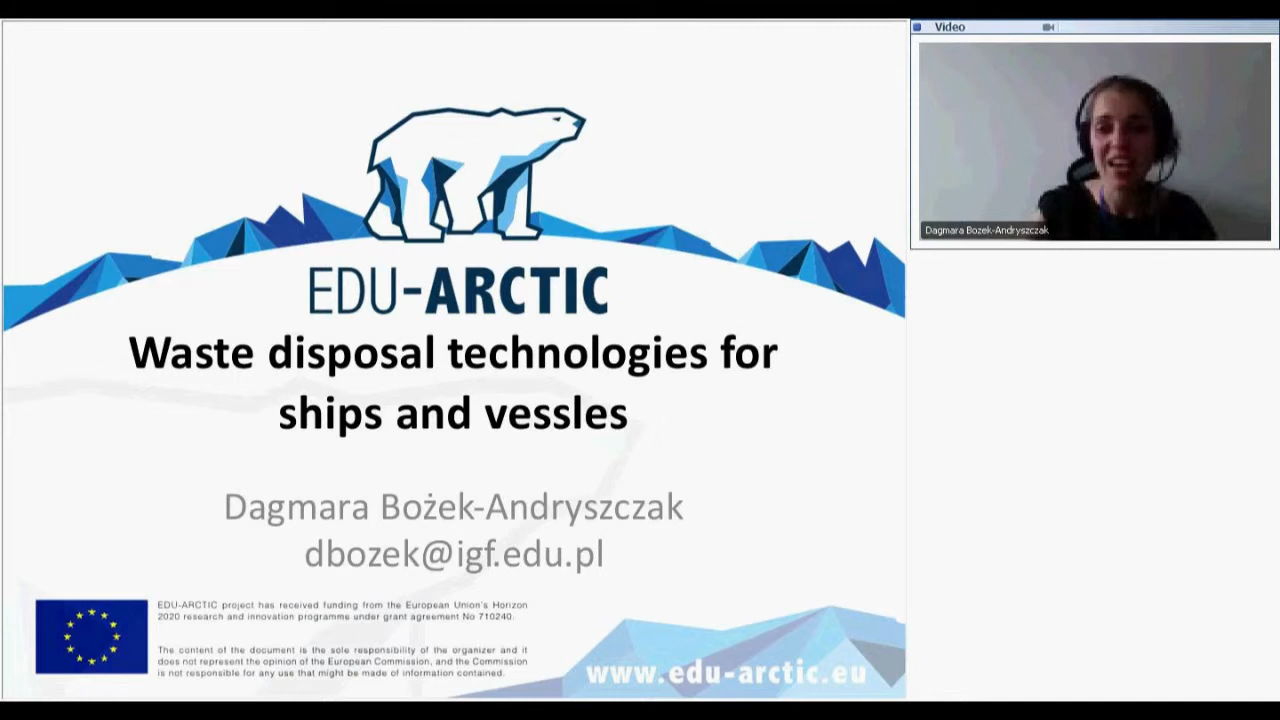 Video
Dagmara Bozek-Andryszczak
EDU-ARCTIC
Waste disposal technologies for
ships and vessles
Dagmara Bożek-Andryszczak
dbozek@igf.edu.pl
EDU-ARCTIC project has received funding from the European Union's Horizon
2020 research and innovation programme under grant agreement No 710240.
The content of the document is the sole responsibility of the organizer and it
does not represent the opinion of the European Commission, and the Commission
is not responsible for any use that might be made of information contained.
www.edu-arctic.eu